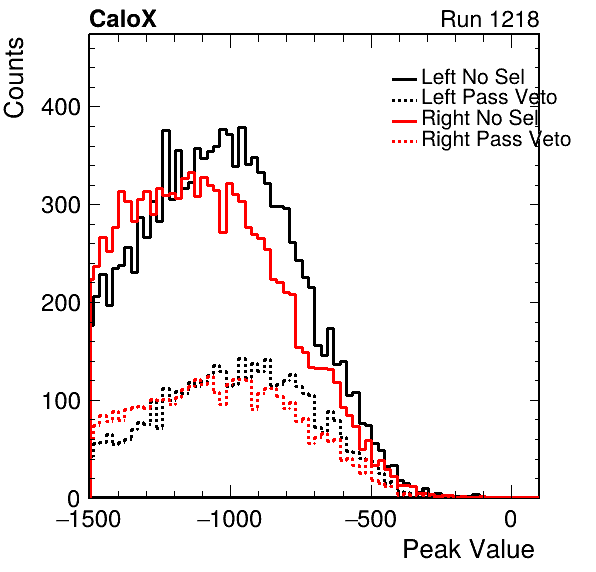 CaloX Run 1218
Counts
Left No Sel
Left Pass Veto
Right No Sel
Right Pass Veto
400
300
200
100
0
−1500 −1000 −500 0
Peak Value